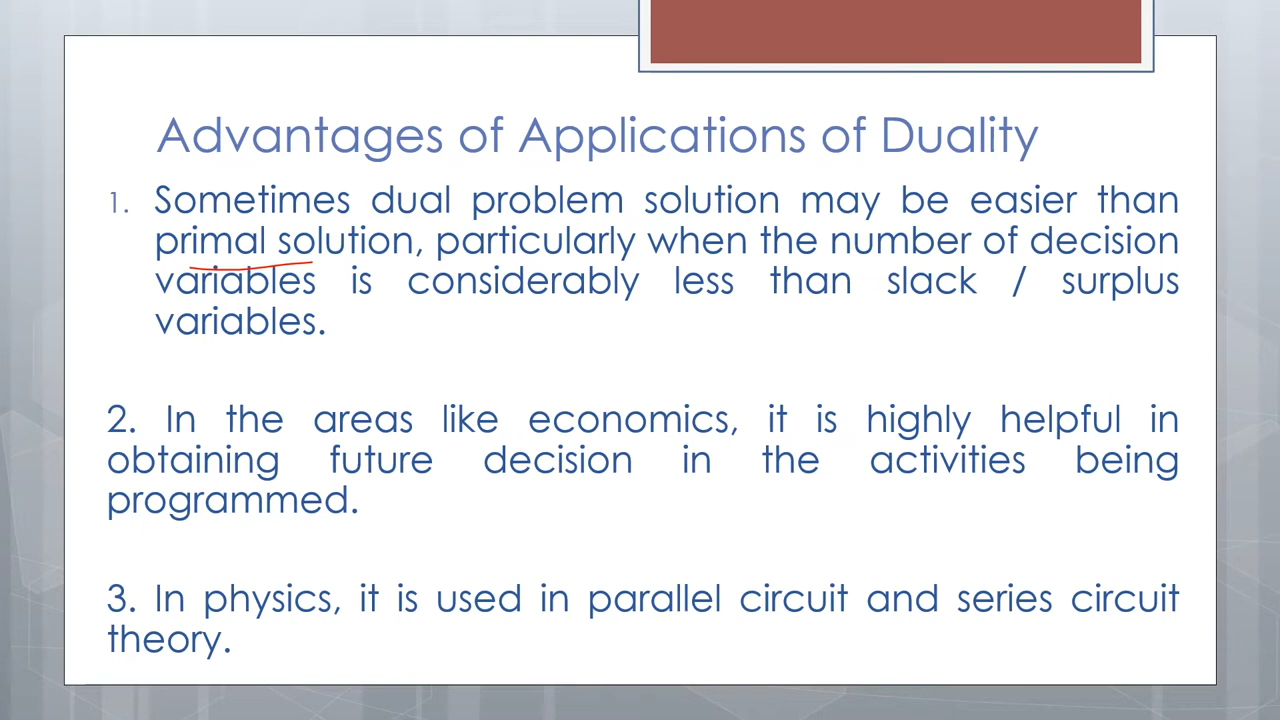 Advantages of Applications of Duality
1. Sometimes dual problem solution may be easier than
primal solution, particularly when the number of decision
variables is considerably less than slack / surplus
variables.
2. In the areas like economics, it is highly helpful in
obtaining future decision in the activities being
programmed.
3. In physics, it is used in parallel circuit and series circuit
theory.